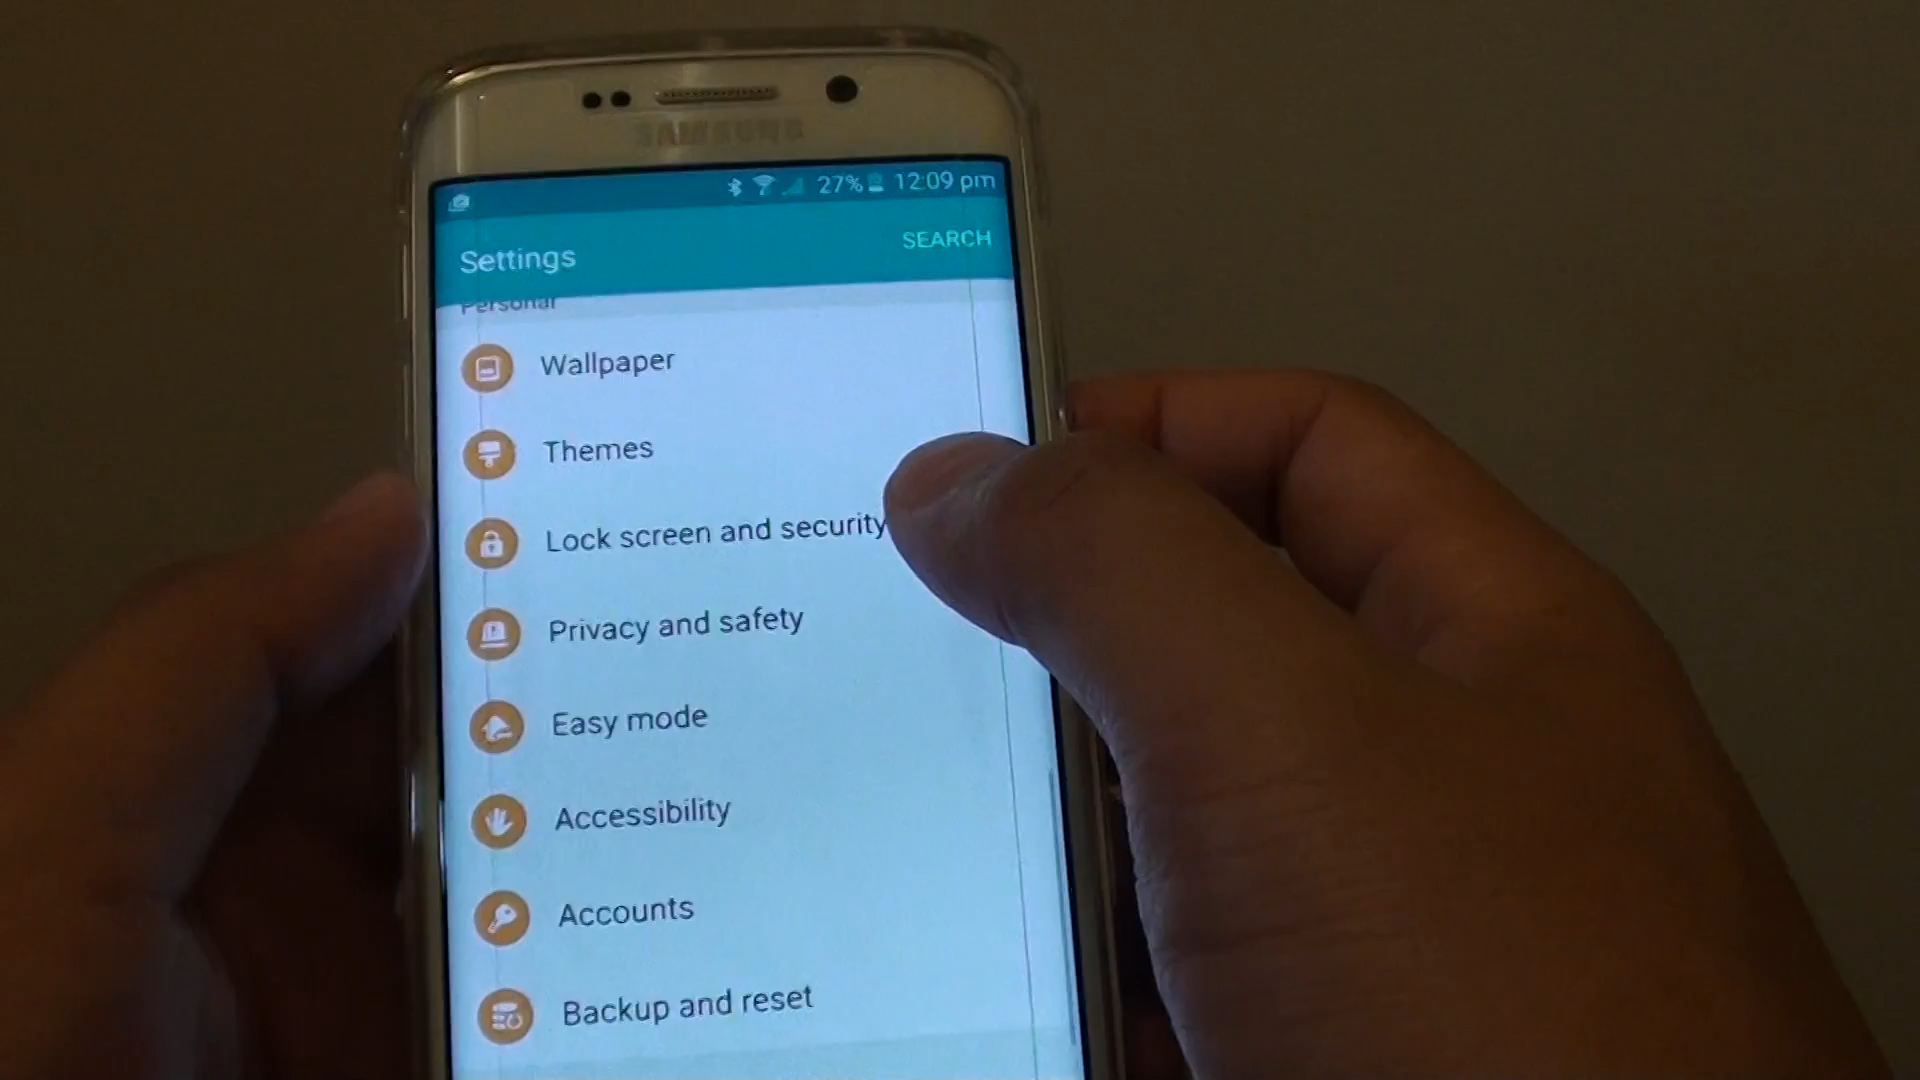 SAMSUNG
27% 12:09 pm
Settings
SEARCH
Personal
Wallpaper
Themes
Lock screen and security
Privacy and safety
Easy mode
Accessibility
Accounts
Backup and reset